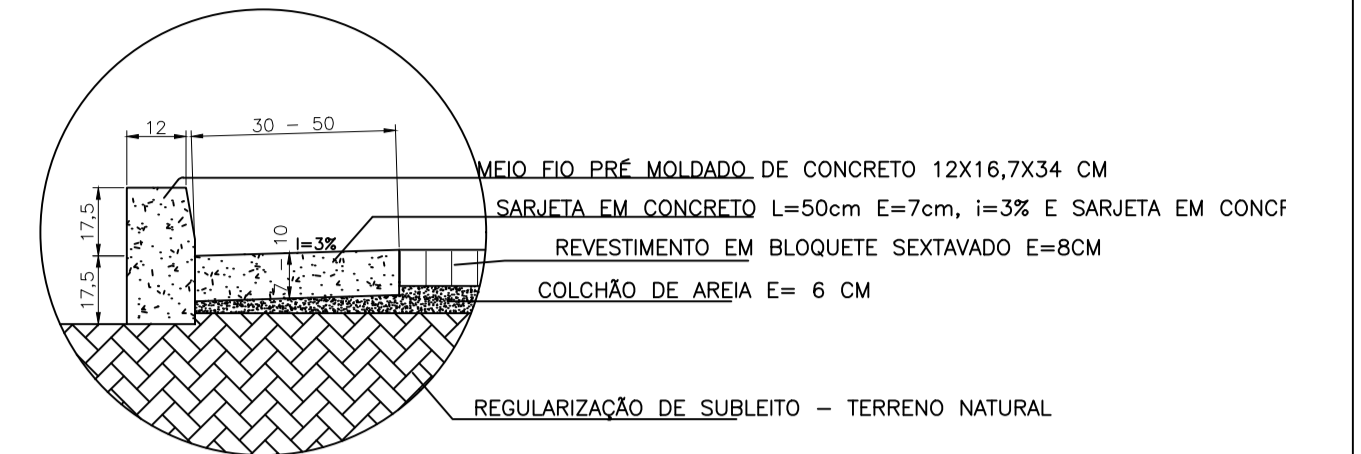 12
30 - 50
MEIO FIO PRÉ MOLDADO DE CONCRETO 12X16,7X34 CM
17,5
SARJETA EM CONCRETO L=50cm E=7cm, i=3% E SARJETA EM
I=3%
7 - 10
REVESTIMENTO EM BLOQUETE SEXTAVADO E=8CM
17,5
COLCHÃO DE AREIA E= 6 CM
REGULARIZAÇÃO DE SUBLEITO - TERRENO NATURAL